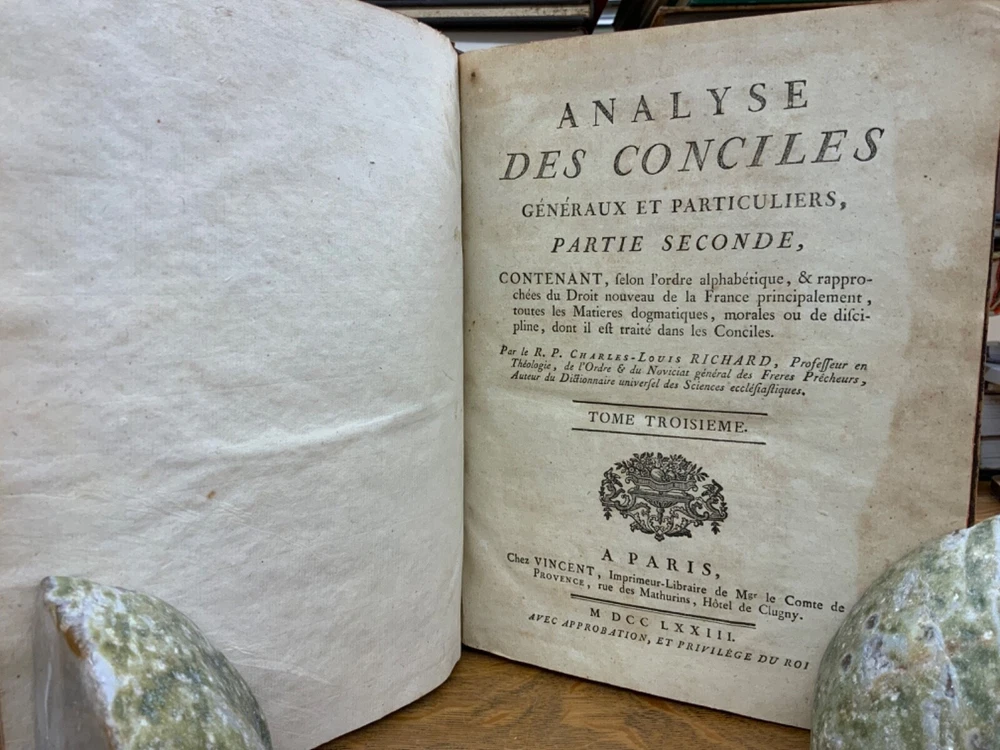 ANALYSE
DES CONCILES
GÉNÉRAUX ET PARTICULIERS,
PARTIE SECONDE,
CONTENANT, ſelon l'ordre alphabétique, & rappro-
chées du Droit nouveau de la France principalement,
toutes les Matieres dogmatiques, morales ou de diſci-
pline, dont il eſt traité dans les Conciles.
Par le R. P. CHARLES-LOUIS RICHARD, Profeſſeur en
Théologie, de l'Ordre & du Noviciat général des Freres Prêcheurs,
Auteur du Dictionnaire univerſel des Sciences eccléſiaſtiques.
TOME TROISIEME.
A PARIS,
Chez VINCENT, Imprimeur-Libraire de Mgr le Comte de
PROVENCE, rue des Mathurins, Hôtel de Clugny.
M DCC LXXIII.
AVEC APPROBATION, ET PRIVILÈGE DU ROI